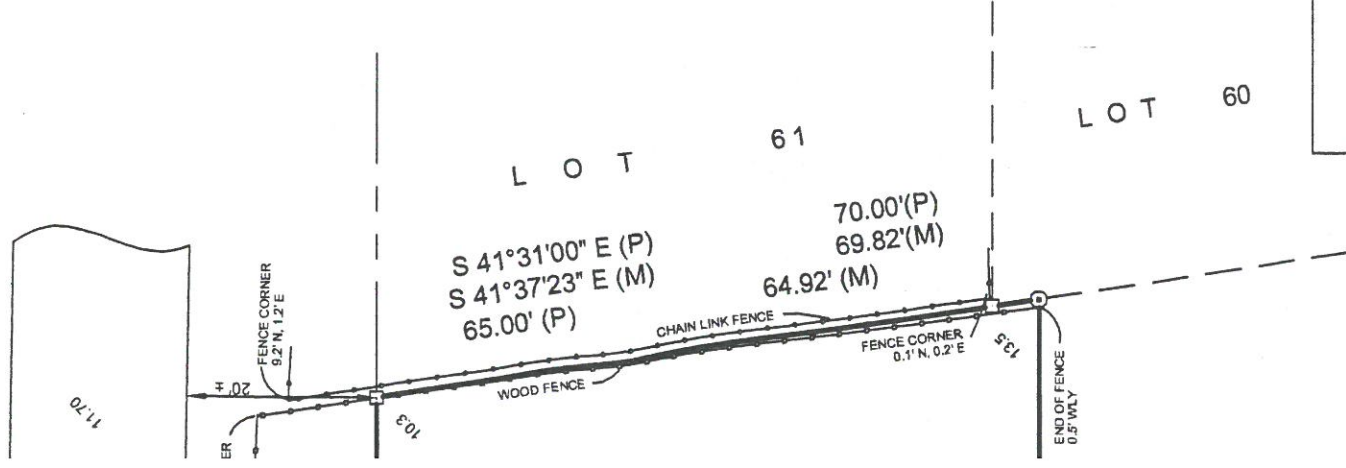 LOT 61
LOT 60
S 41°31'00" E (P)
S 41°37'23" E (M)
65.00' (P)
70.00'(P)
69.82'(M)
64.92' (M)
CHAIN LINK FENCE
WOOD FENCE
FENCE CORNER
9.2' N, 1.2' E
FENCE CORNER
0.1' N, 0.2' E
END OF FENCE
0.5' WLY
20' ±
11.70
10.3
13.5
ER